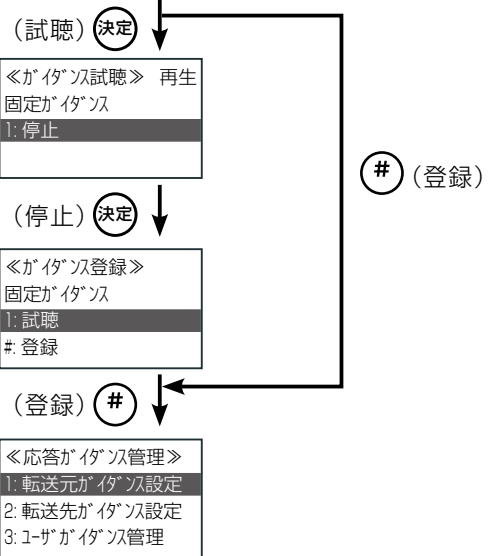 （試聴） 決定
≪ｶﾞｲﾀﾞﾝｽ試聴≫ 再生
固定ｶﾞｲﾀﾞﾝｽ
1: 停止
# （登録）
（停止） 決定
≪ｶﾞｲﾀﾞﾝｽ登録≫
固定ｶﾞｲﾀﾞﾝｽ
1: 試聴
#: 登録
（登録） #
≪応答ｶﾞｲﾀﾞﾝｽ管理≫
1: 転送元ｶﾞｲﾀﾞﾝｽ設定
2: 転送先ｶﾞｲﾀﾞﾝｽ設定
3: ﾕｰｻﾞｶﾞｲﾀﾞﾝｽ管理